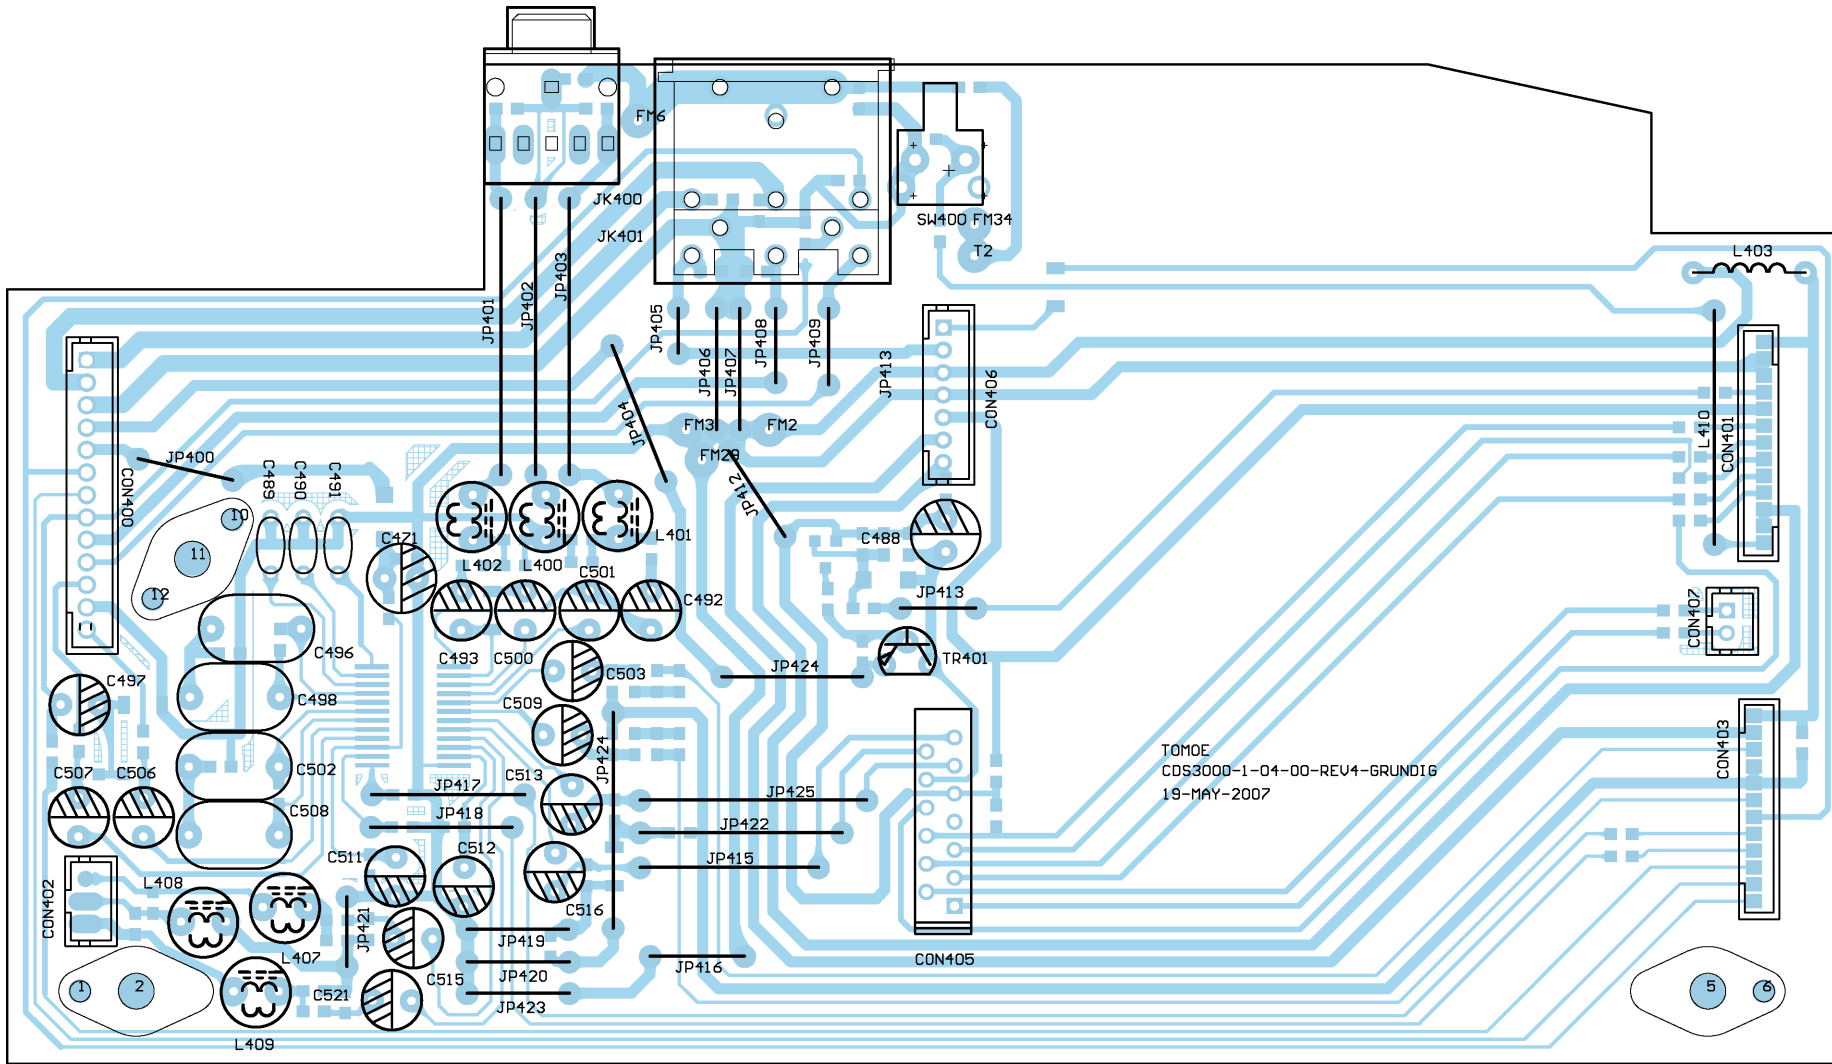 FM6
JK400
SW400 FM34
JK401
T2
L403
JP401
JP402
JP403
JP405
JP406
JP407
JP408
JP409
JP413
CON406
JP404
FM3
FM2
FM29
JP412
L410
CON401
JP400
CON400
C489
C490
C491
10
11
12
C471
L402
L400
L401
C501
C488
C492
JP413
CON407
C496
C493
C500
C503
JP424
TR401
C497
C498
C509
JP424
CON403
TOMOE
CDS3000-1-04-00-REV4-GRUNDIG
19-MAY-2007
C507
C506
C502
JP417
C513
JP425
C508
JP418
JP422
C511
C512
JP415
L408
CON402
C516
JP421
JP419
L407
C515
JP420
JP416
CON405
1
2
C521
JP423
5
6
L409